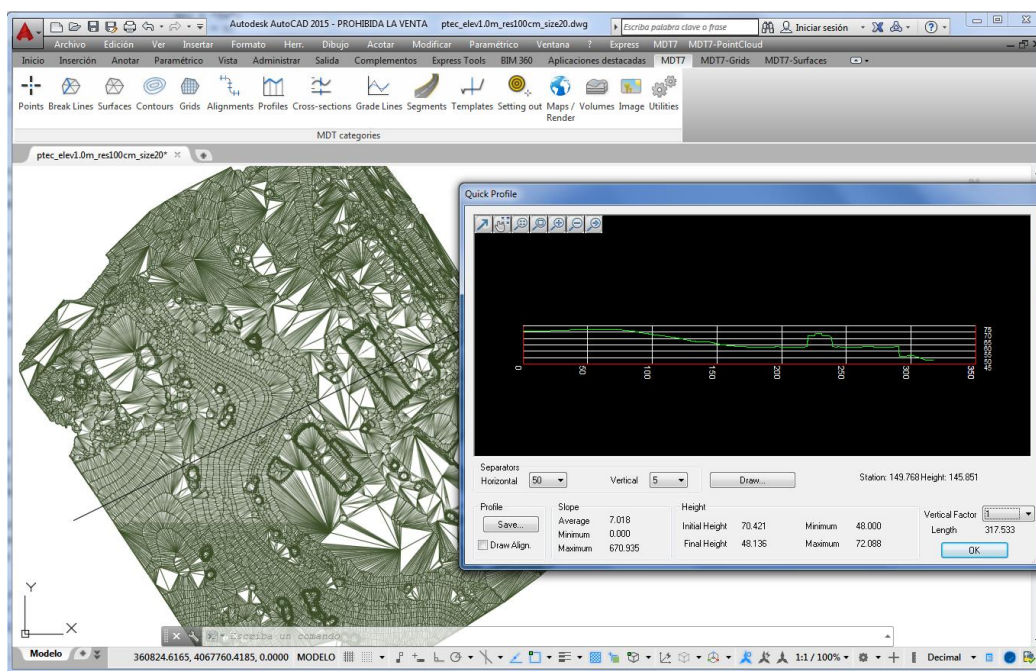 Autodesk AutoCAD 2015 - PROHIBIDA LA VENTA ptec_elev1.0m_res100cm_size20.dwg Escriba palabra clave o frase Iniciar sesión
Archivo Edición Ver Insertar Formato Herr. Dibujo Acotar Modificar Paramétrico Ventana ? Express MDT7 MDT7-PointCloud
Inicio Inserción Anotar Paramétrico Vista Administrar Salida Complementos Express Tools BIM 360 Aplicaciones destacadas MDT7 MDT7-Grids MDT7-Surfaces
Points Break Lines Surfaces Contours Grids Alignments Profiles Cross-sections Grade Lines Segments Templates Setting out Maps / Volumes Image Utilities
Render
MDT categories
ptec_elev1.0m_res100cm_size20*
Quick Profile
75
70
65
60
55
50
45
0 50 100 150 200 250 300 350
Separators
Horizontal 50 Vertical 5 Draw... Station: 149.768 Height: 145.851
Profile Slope Height Vertical Factor 1
Save... Average 7.018 Initial Height 70.421 Minimum 48.000 Length 317.533
Draw Align. Minimum 0.000 Final Height 48.136 Maximum 72.088 OK
Maximum 670.935
Y
X
Escriba un comando
Modelo 360824.6165, 4067760.4185, 0.0000 MODELO 1:1 / 100% Decimal